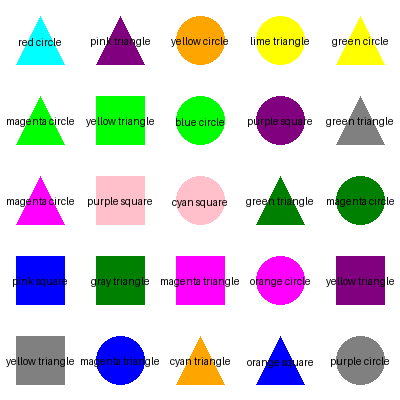 red circle pink triangle yellow circle lime triangle green circle
magenta circle yellow triangle blue circle purple square green triangle
magenta circle purple square cyan square green triangle magenta circle
pink square gray triangle magenta triangle orange circle yellow triangle
yellow triangle magenta triangle cyan triangle orange square purple circle